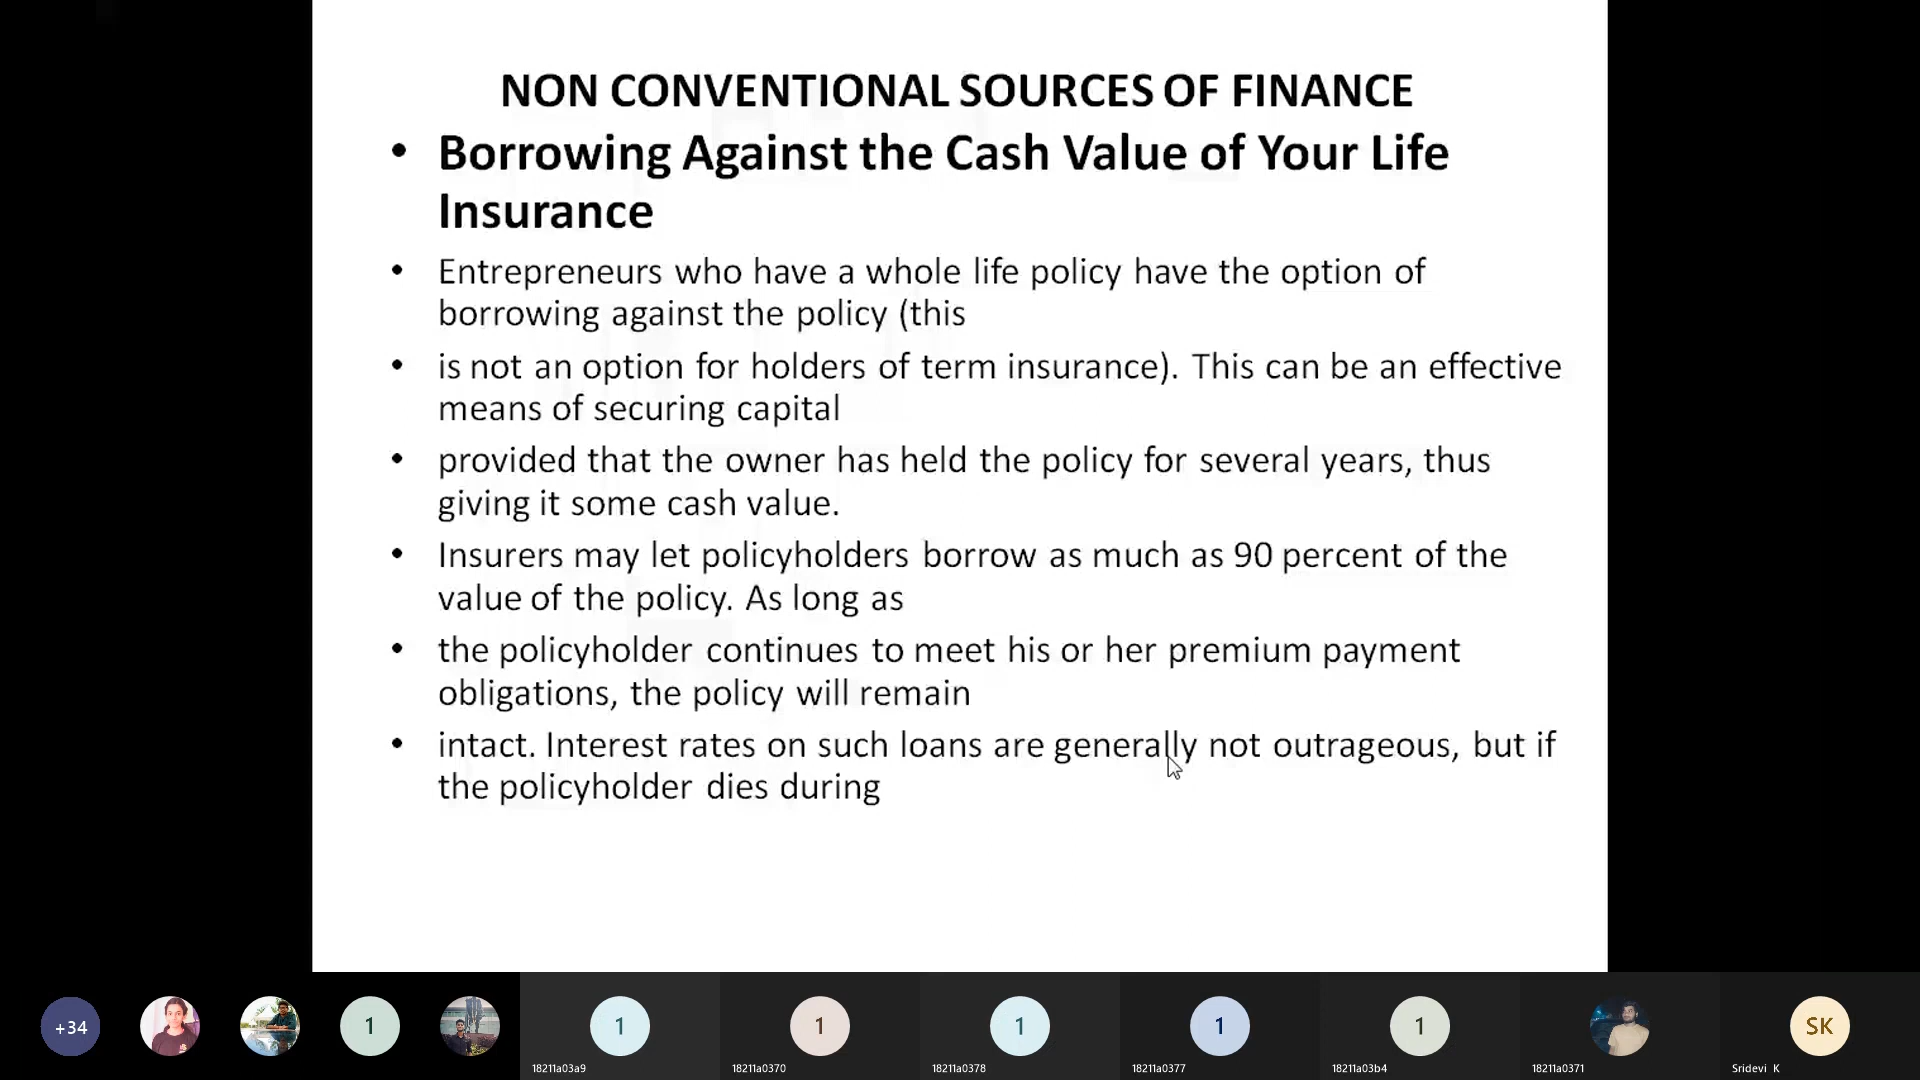 NON CONVENTIONAL SOURCES OF FINANCE
• Borrowing Against the Cash Value of Your Life
Insurance
• Entrepreneurs who have a whole life policy have the option of
borrowing against the policy (this
• is not an option for holders of term insurance). This can be an effective
means of securing capital
• provided that the owner has held the policy for several years, thus
giving it some cash value.
• Insurers may let policyholders borrow as much as 90 percent of the
value of the policy. As long as
• the policyholder continues to meet his or her premium payment
obligations, the policy will remain
• intact. Interest rates on such loans are generally not outrageous, but if
the policyholder dies during
+34
1
1
1
1
1
1
SK
18211a03a9
18211a0370
18211a0378
18211a0377
18211a03b4
18211a0371
Sridevi K